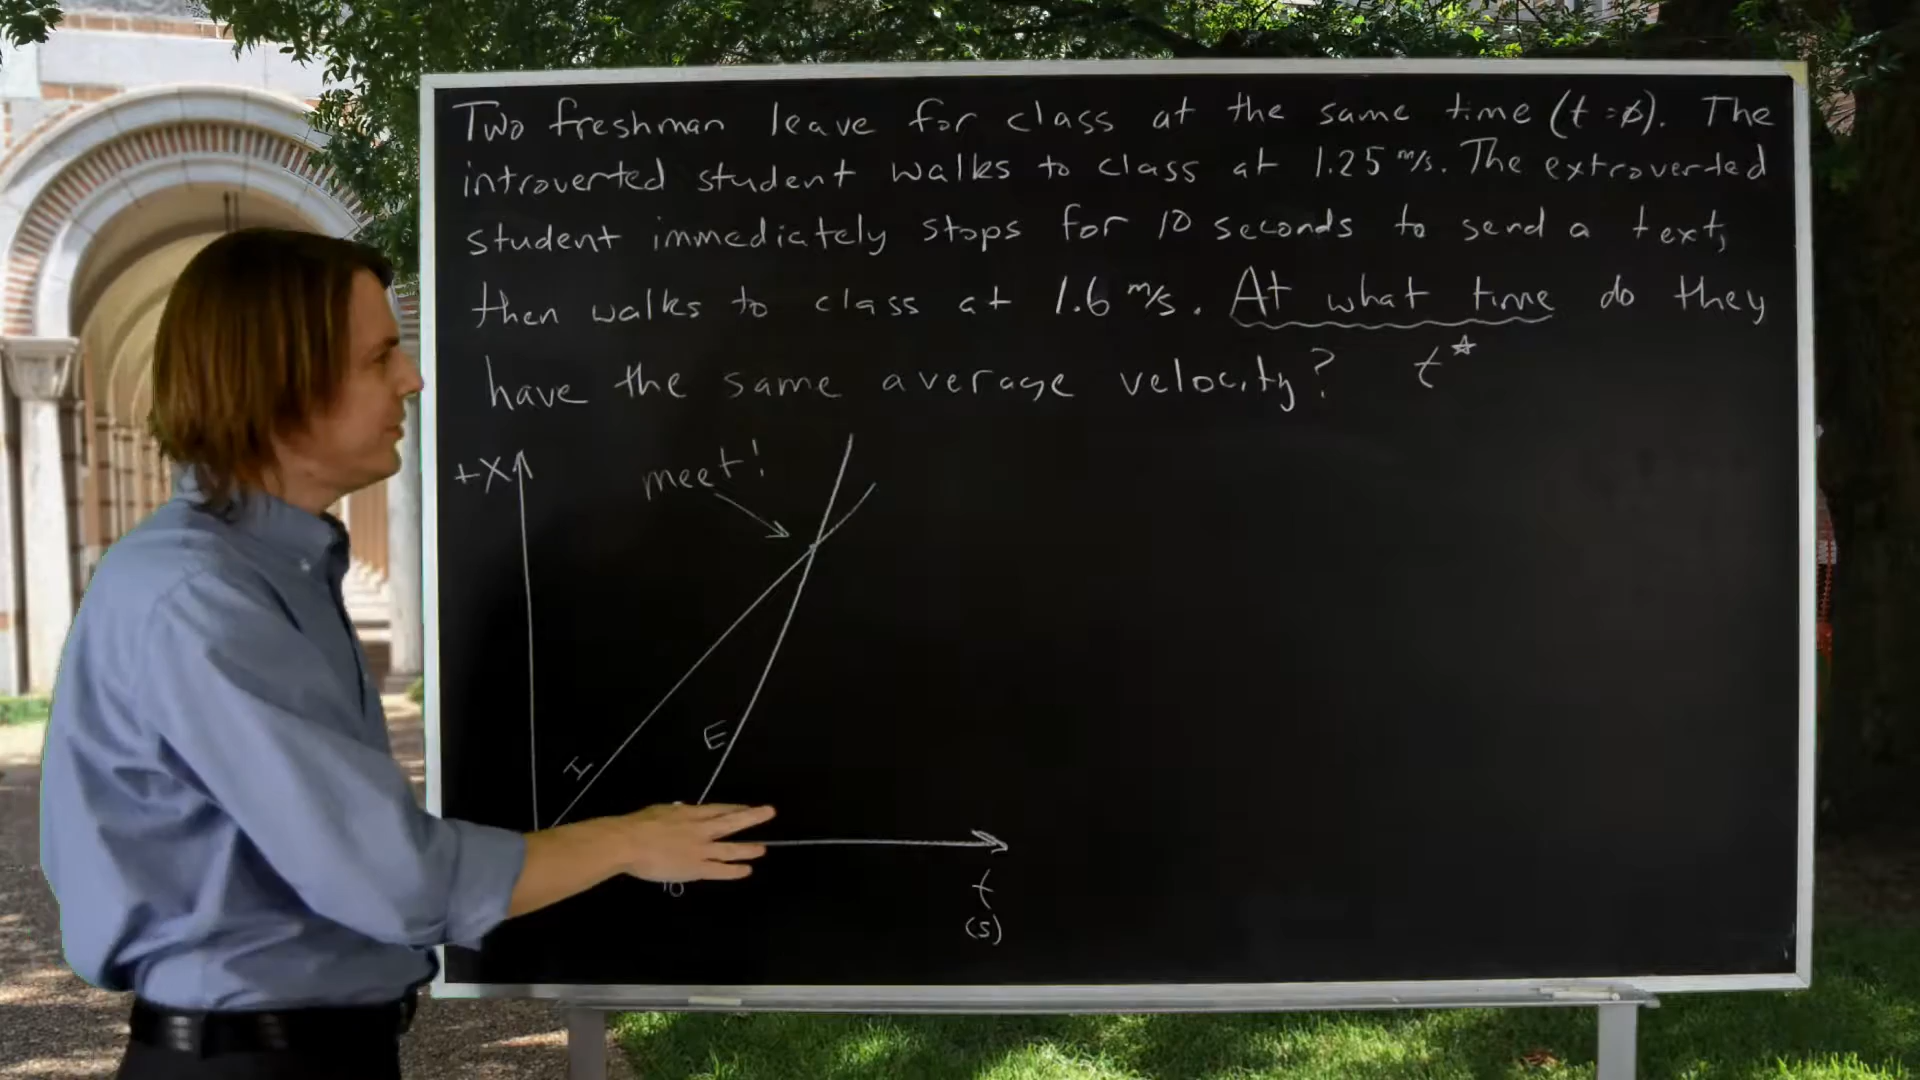 Two freshman leave for class at the same time (t=0). The
introverted student walks to class at 1.25 m/s. The extroverted
student immediately stops for 10 seconds to send a text,
then walks to class at 1.6 m/s. At what time do they
have the same average velocity? t*
+X
meet!
E
I
10
t
(s)